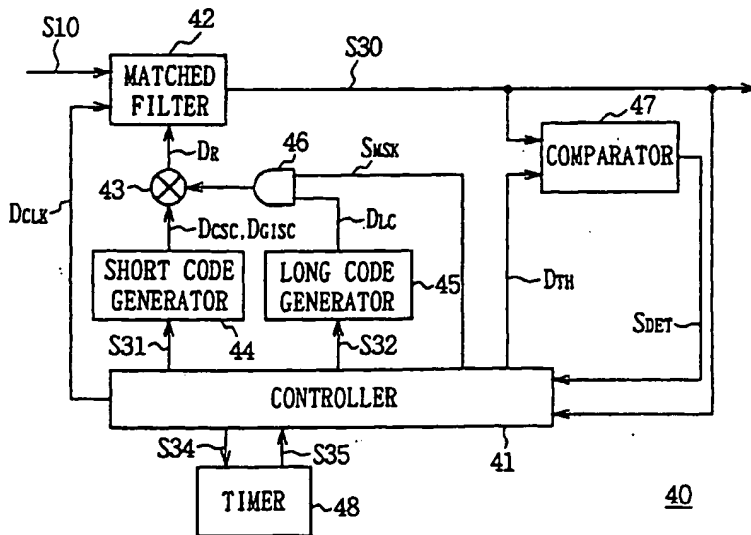 42
S10
S30
MATCHED
FILTER
47
46
SMSK
COMPARATOR
DR
43
DCLK
DCSC, DGISC
DLC
SHORT CODE
GENERATOR
LONG CODE
GENERATOR
45
DTH
SDET
S31
44
S32
CONTROLLER
S34
S35
41
TIMER
48
40